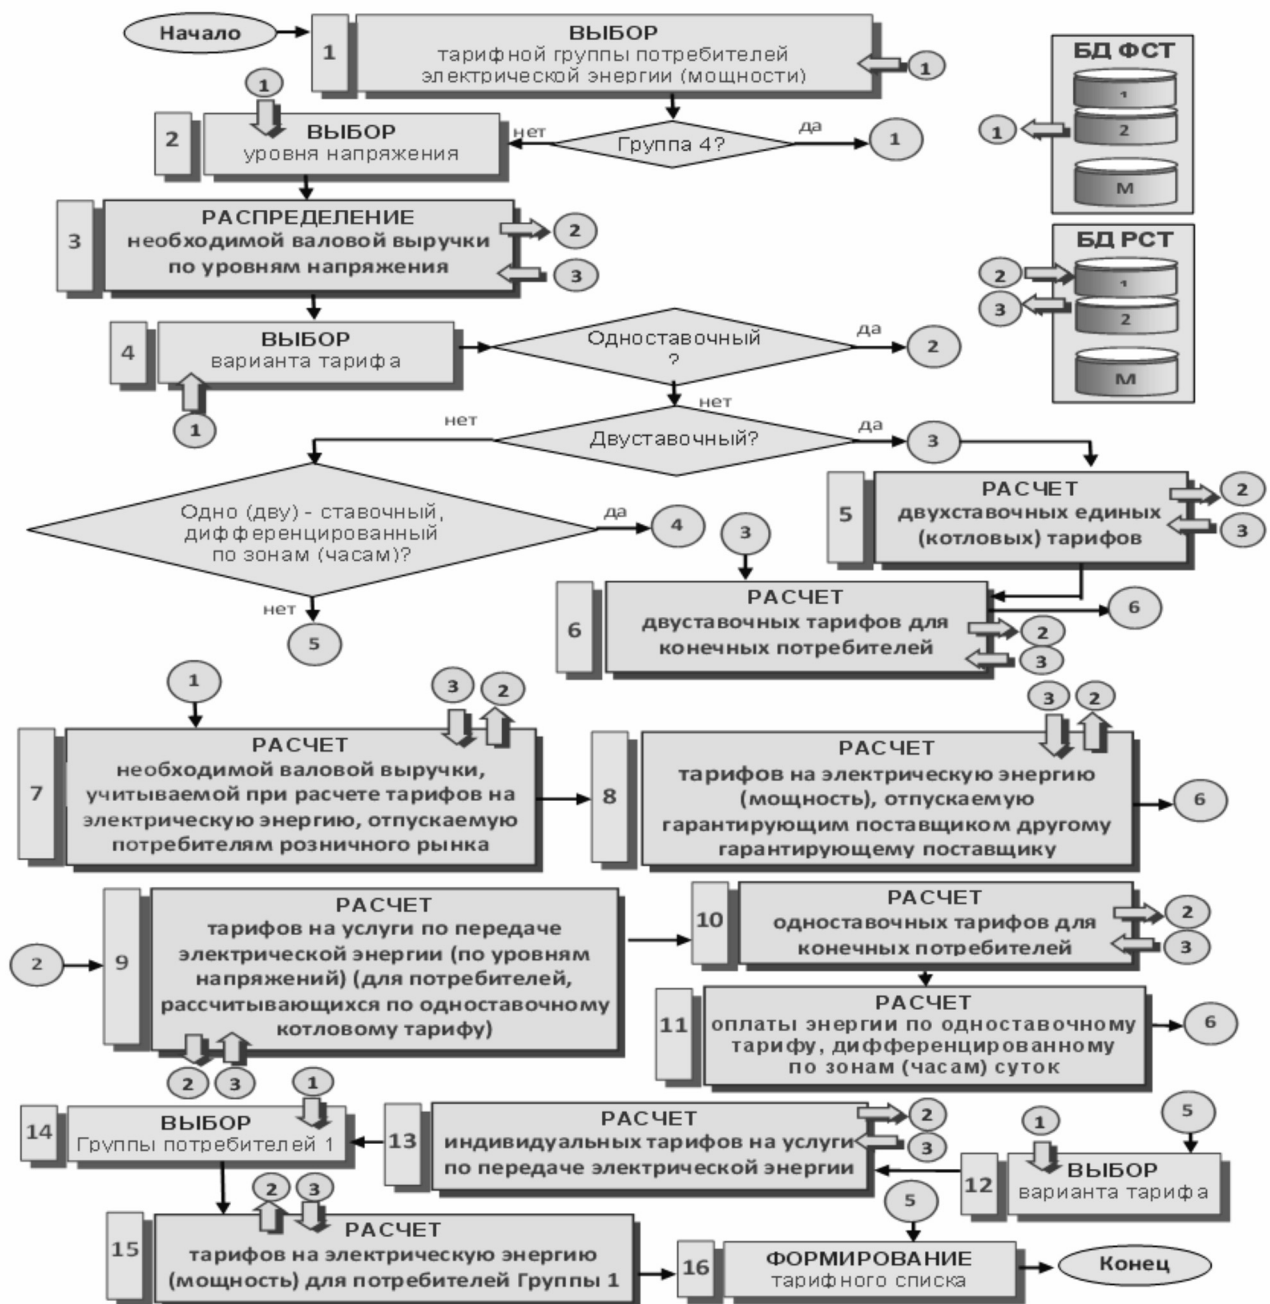 Начало
1
ВЫБОР
тарифной группы потребителей
электрической энергии (мощности)
1
БД ФСТ
1
2
М
1
1
2
ВЫБОР
уровня напряжения
нет
Группа 4?
да
1
3
РАСПРЕДЕЛЕНИЕ
необходимой валовой выручки
по уровням напряжения
2
3
БД РСТ
2
3
1
2
М
4
ВЫБОР
варианта тарифа
1
Одноставочный
?
да
2
нет
нет
Двуставочный?
да
3
Одно (дву) - ставочный,
дифференцированный
по зонам (часам)?
да
4
нет
5
5
РАСЧЕТ
двухставочных единых
(котловых) тарифов
2
3
3
6
РАСЧЕТ
двуставочных тарифов для
конечных потребителей
6
2
3
1
3
2
7
РАСЧЕТ
необходимой валовой выручки,
учитываемой при расчете тарифов на
электрическую энергию, отпускаемую
потребителям розничного рынка
3
2
8
РАСЧЕТ
тарифов на электрическую энергию
(мощность), отпускаемую
гарантирующим поставщиком другому
гарантирующему поставщику
6
2
9
РАСЧЕТ
тарифов на услуги по передаче
электрической энергии (по уровням
напряжений) (для потребителей,
рассчитывающихся по одноставочному
котловому тарифу)
2
3
10
РАСЧЕТ
одноставочных тарифов для
конечных потребителей
2
3
11
РАСЧЕТ
оплаты энергии по одноставочному
тарифу, дифференцированному
по зонам (часам) суток
6
1
14
ВЫБОР
Группы потребителей 1
13
РАСЧЕТ
индивидуальных тарифов на услуги
по передаче электрической энергии
2
3
1
5
12
ВЫБОР
варианта тарифа
2
3
15
РАСЧЕТ
тарифов на электрическую энергию
(мощность) для потребителей Группы 1
5
16
ФОРМИРОВАНИЕ
тарифного списка
Конец